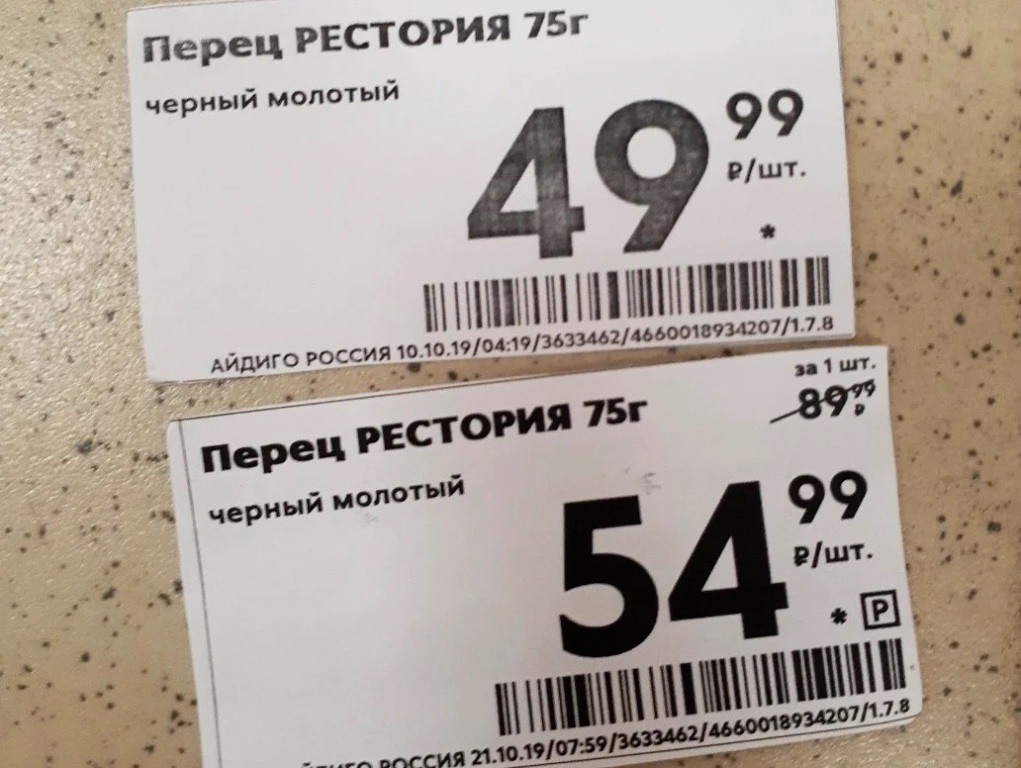 Перец РЕСТОРИЯ 75г
черный молотый
49 99
₽/шт.
*
АЙДИГО РОССИЯ 10.10.19/04:19/3633462/4660018934207/1.7.8
за 1 шт.
89 99 ₽
Перец РЕСТОРИЯ 75г
черный молотый
54 99
₽/шт.
* P
АЙДИГО РОССИЯ 21.10.19/07:59/3633462/4660018934207/1.7.8